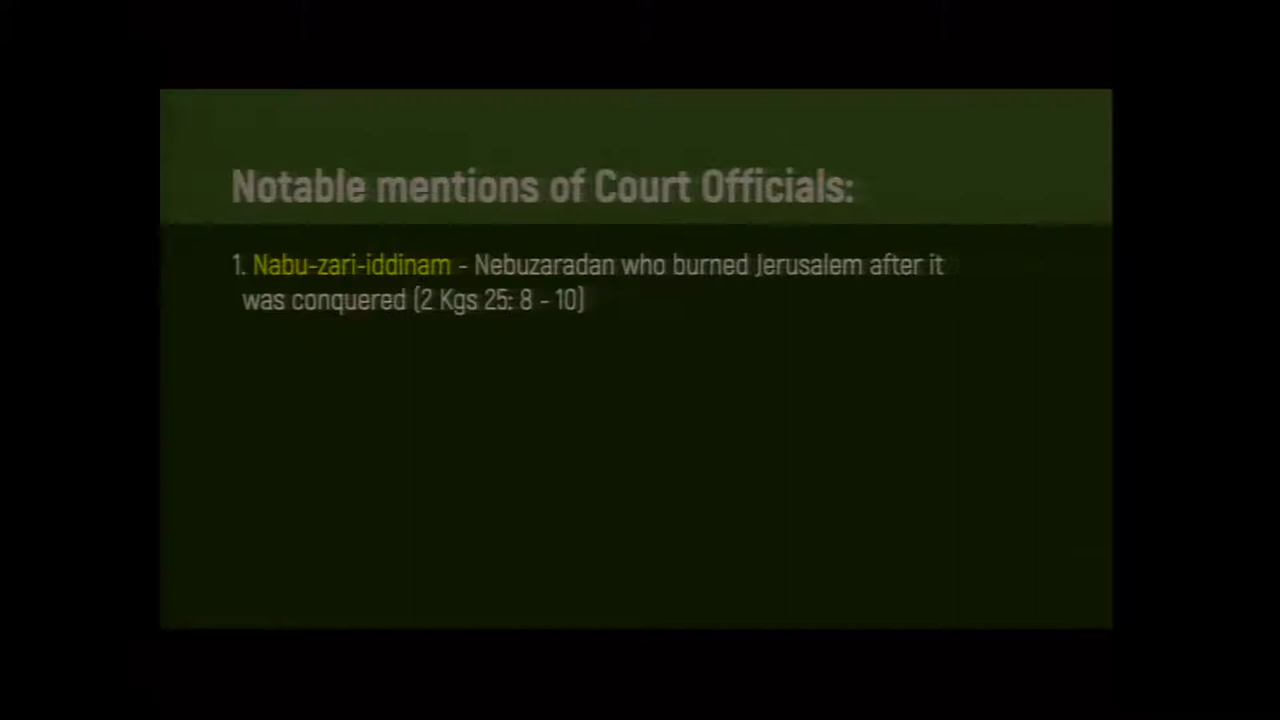 Notable mentions of Court Officials:
1. Nabu-zari-iddinam - Nebuzaradan who burned Jerusalem after it
was conquered (2 Kgs 25: 8 - 10)